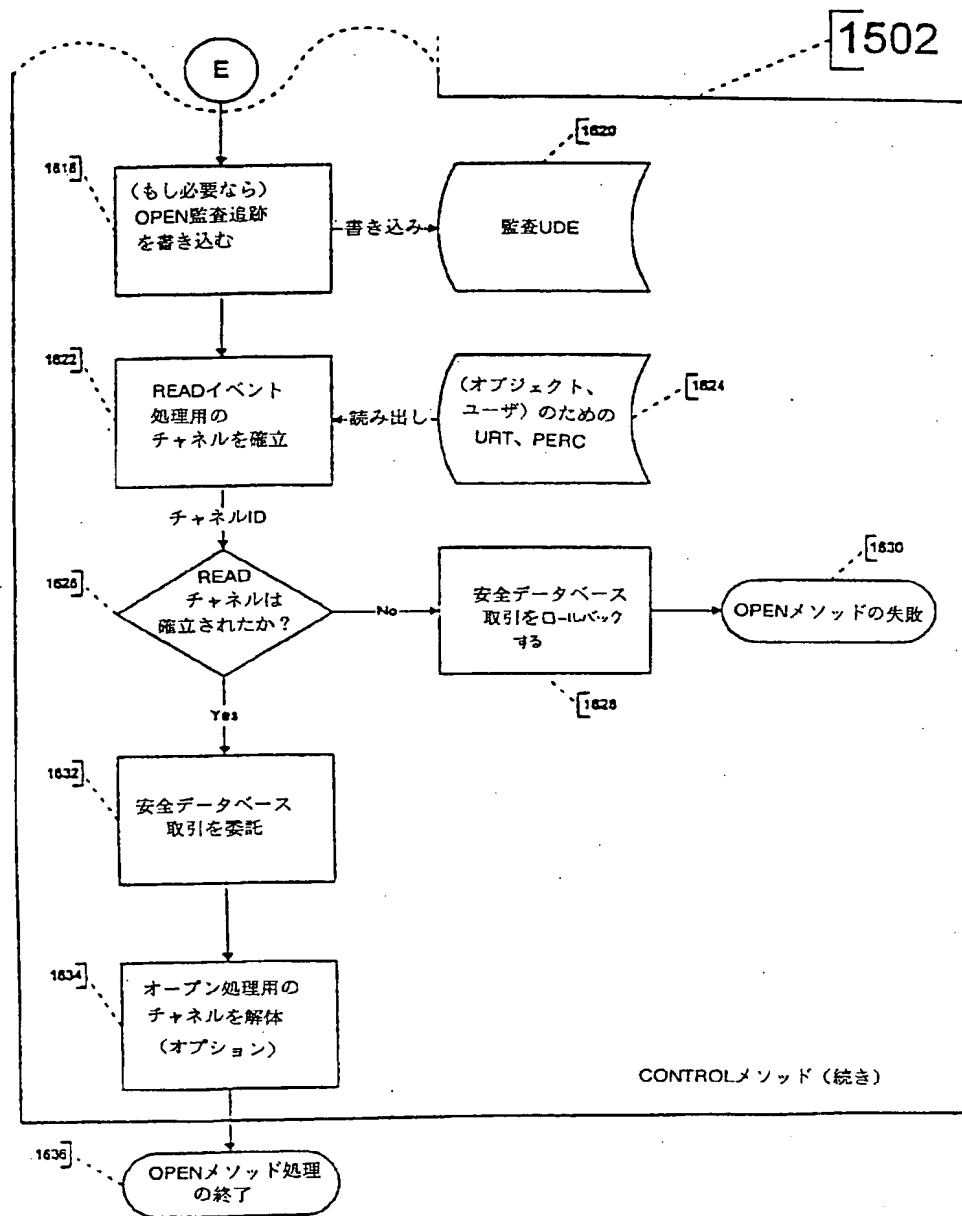 1502
E
1618
(もし必要なら)
OPEN監査追跡
を書き込む
書き込み
1620
監査UDE
1622
READイベント
処理用の
チャネルを確立
読み出し
(オブジェクト、
ユーザ)のための
URT、PERC
1624
チャネルID
1626
READ
チャネルは
確立されたか?
No
安全データベース
取引をロールバック
する
1628
1630
OPENメソッドの失敗
Yes
1632
安全データベース
取引を委託
1634
オープン処理用の
チャネルを解体
(オプション)
CONTROLメソッド(続き)
1636
OPENメソッド処理
の終了